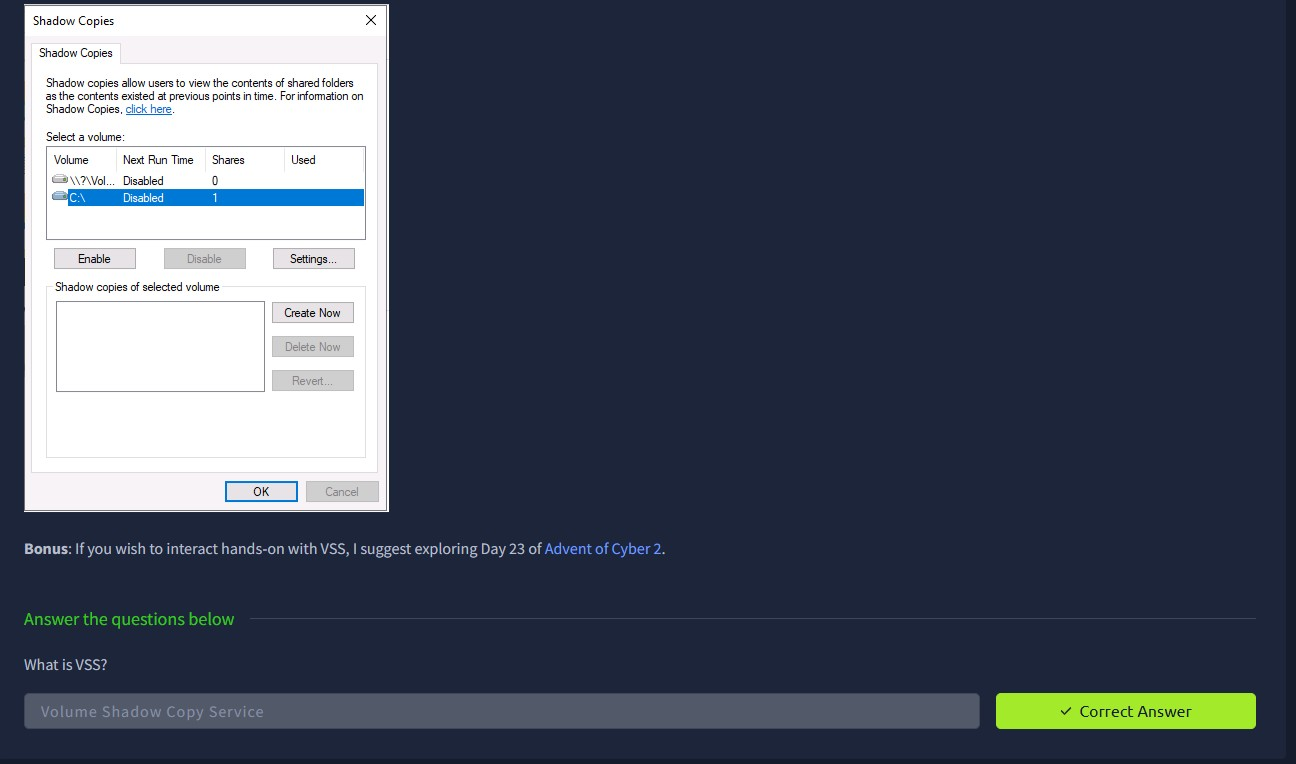 Shadow Copies
Shadow Copies
Shadow copies allow users to view the contents of shared folders
as the contents existed at previous points in time. For information on
Shadow Copies, click here.
Select a volume:
Volume Next Run Time Shares Used
\\?\Vol... Disabled 0
C:\ Disabled 1
Enable Disable Settings...
Shadow copies of selected volume
Create Now
Delete Now
Revert...
OK Cancel
Bonus: If you wish to interact hands-on with VSS, I suggest exploring Day 23 of Advent of Cyber 2.
Answer the questions below
What is VSS?
Volume Shadow Copy Service Correct Answer